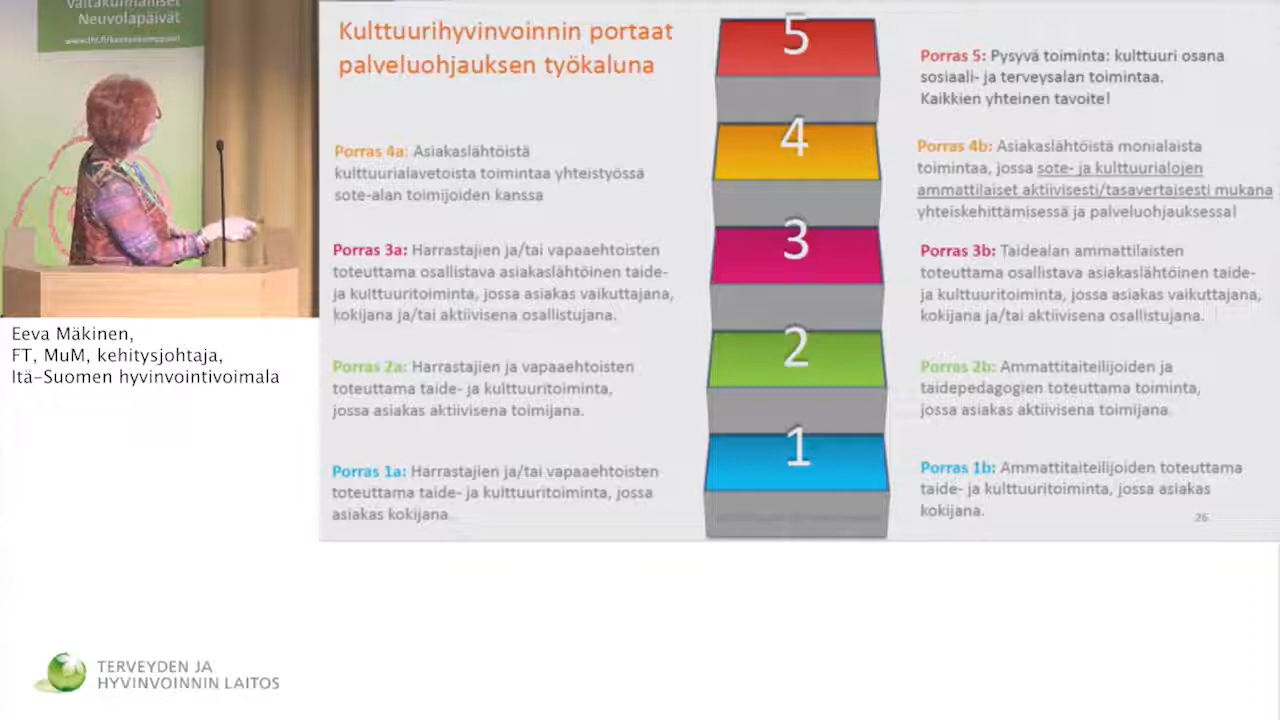 Valtakunnalliset
Neuvolapäivät
Kulttuurihyvinvoinnin portaat
palveluohjauksen työkaluna
5
Porras 5: Pysyvä toiminta: kulttuuri osana
sosiaali- ja terveysalan toimintaa.
Kaikkien yhteinen tavoite!
Porras 4a: Asiakaslähtöistä
kulttuurialavetoista toimintaa yhteistyössä
sote-alan toimijoiden kanssa
4
Porras 4b: Asiakaslähtöistä monialaista
toimintaa, jossa sote- ja kulttuurialojen
ammattilaiset aktiivisesti/tasavertaisesti mukana
yhteiskehittämisessä ja palveluohjauksessa!
Porras 3a: Harrastajien ja/tai vapaaehtoisten
toteuttama osallistava asiakaslähtöinen taide-
ja kulttuuritoiminta, jossa asiakas vaikuttajana,
kokijana ja/tai aktiivisena osallistujana.
3
Porras 3b: Taidealan ammattilaisten
toteuttama osallistava asiakaslähtöinen taide-
ja kulttuuritoiminta, jossa asiakas vaikuttajana,
kokijana ja/tai aktiivisena osallistujana.
Porras 2a: Harrastajien ja vapaaehtoisten
toteuttama taide- ja kulttuuritoiminta,
jossa asiakas aktiivisena toimijana.
2
Porras 2b: Ammattitaiteilijoiden ja
taidepedagogien toteuttama toiminta,
jossa asiakas aktiivisena toimijana.
Porras 1a: Harrastajien ja/tai vapaaehtoisten
toteuttama taide- ja kulttuuritoiminta, jossa
asiakas kokijana.
1
Porras 1b: Ammattitaiteilijoiden toteuttama
taide- ja kulttuuritoiminta, jossa asiakas
kokijana.
26
Eeva Mäkinen,
FT, MuM, kehitysjohtaja,
Itä-Suomen hyvinvointivoimala
TERVEYDEN JA
HYVINVOINNIN LAITOS